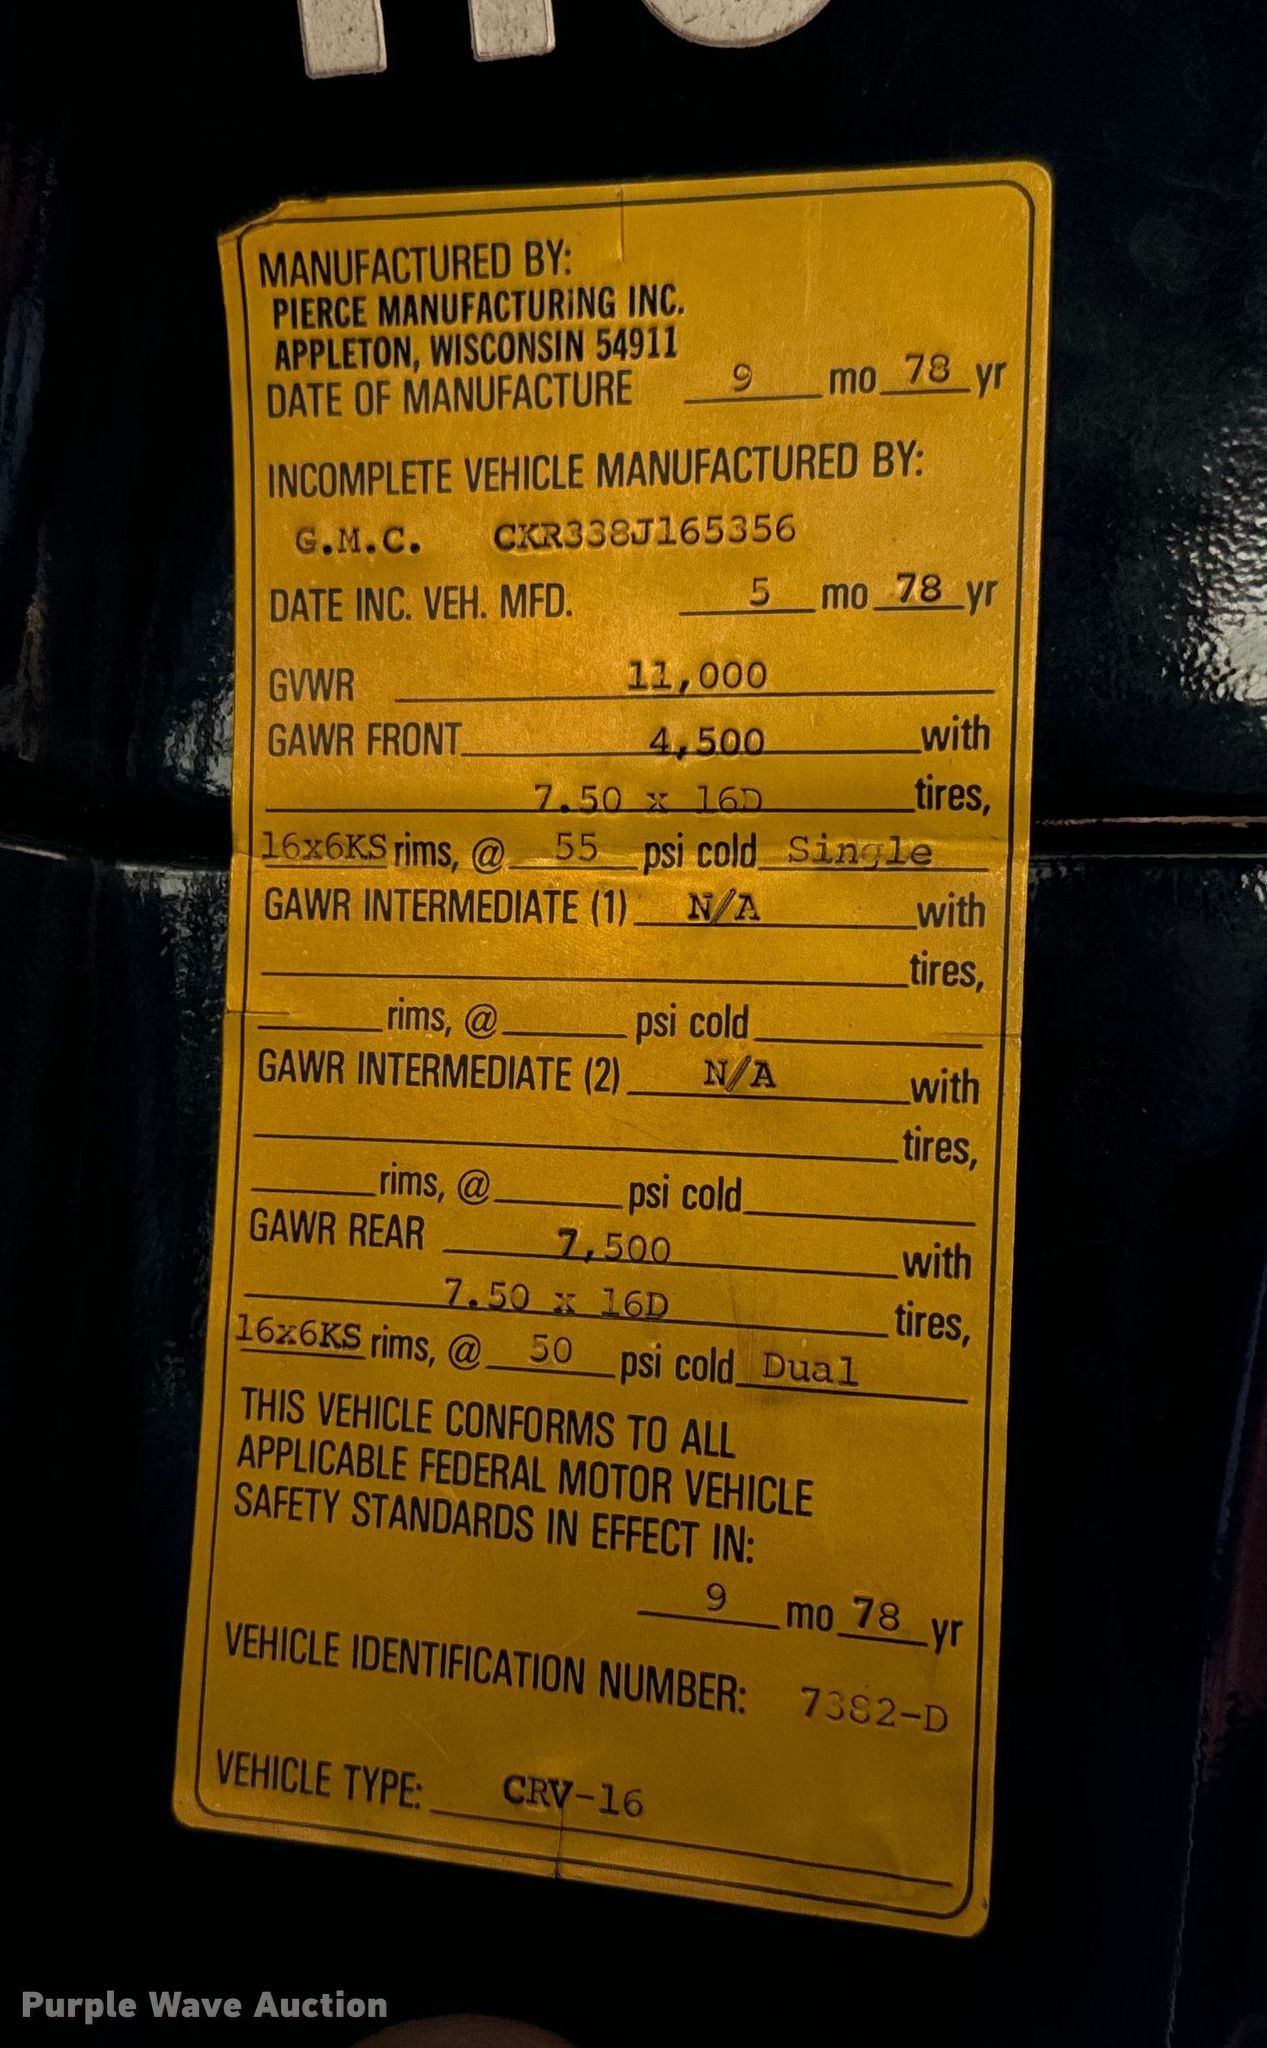 MANUFACTURED BY:
PIERCE MANUFACTURING INC.
APPLETON, WISCONSIN 54911
DATE OF MANUFACTURE 9 mo 78 yr
INCOMPLETE VEHICLE MANUFACTURED BY:
G.M.C. CKR338J165356
DATE INC. VEH. MFD. 5 mo 78 yr
GVWR 11,000
GAWR FRONT 4,500 with
7.50 x 16D tires,
16x6KS rims, @ 55 psi cold Single
GAWR INTERMEDIATE (1) N/A with
tires,
rims, @ psi cold
GAWR INTERMEDIATE (2) N/A with
tires,
rims, @ psi cold
GAWR REAR 7,500 with
7.50 x 16D tires,
16x6KS rims, @ 50 psi cold Dual
THIS VEHICLE CONFORMS TO ALL
APPLICABLE FEDERAL MOTOR VEHICLE
SAFETY STANDARDS IN EFFECT IN:
9 mo 78 yr
VEHICLE IDENTIFICATION NUMBER: 7382-D
VEHICLE TYPE: CRV-16
Purple Wave Auction